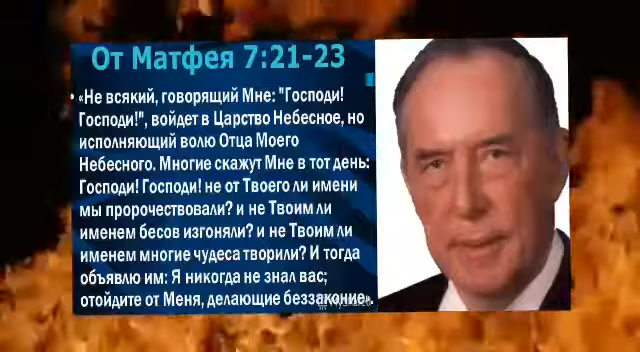 От Матфея 7:21-23
• «Не всякий, говорящий Мне: "Господи!
Господи!", войдет в Царство Небесное, но
исполняющий волю Отца Моего
Небесного. Многие скажут Мне в тот день:
Господи! Господи! не от Твоего ли имени
мы пророчествовали? и не Твоим ли
именем бесов изгоняли? и не Твоим ли
именем многие чудеса творили? И тогда
объявлю им: Я никогда не знал вас;
отойдите от Меня, делающие беззаконие».